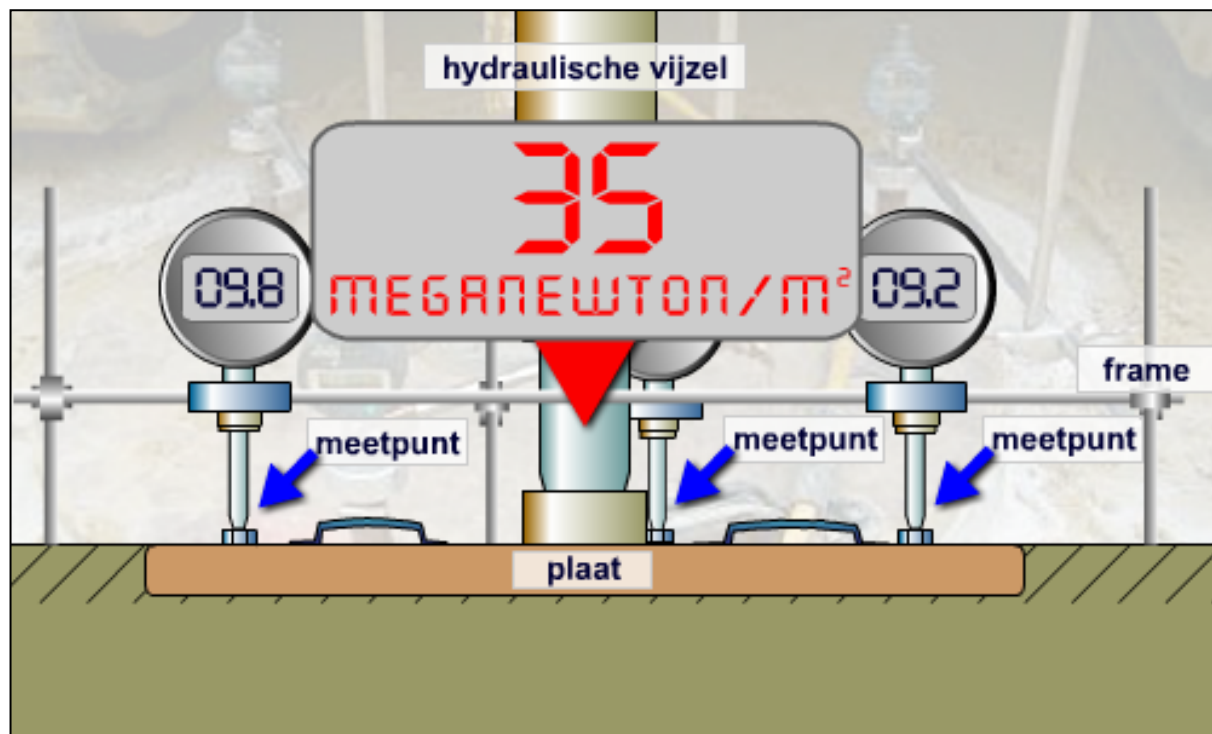 hydraulische vijzel
35
MEGANEWTON/M²
09.8
09.2
frame
meetpunt
meetpunt
meetpunt
plaat